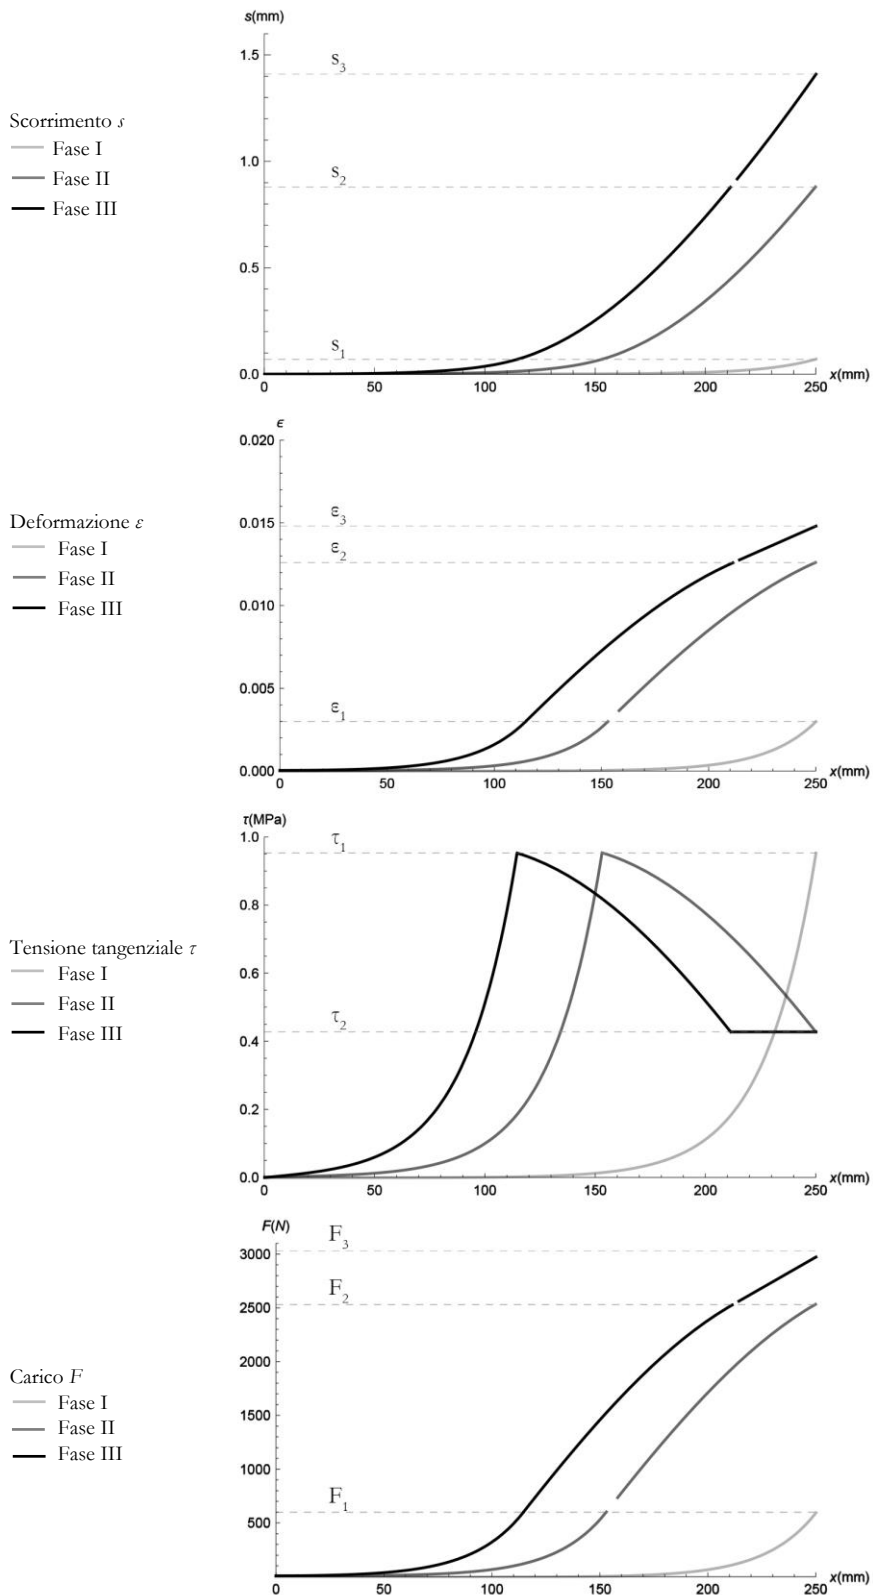 s(mm)
1.5
s3
1.0
s2
0.5
s1
0.0
0 50 100 150 200 250 x(mm)
Scorrimento s
Fase I
Fase II
Fase III
ϵ
0.020
0.015
ε3
ε2
0.010
0.005
ε1
0.000
0 50 100 150 200 250 x(mm)
Deformazione ε
Fase I
Fase II
Fase III
τ(MPa)
1.0
τ1
0.8
0.6
τ2
0.4
0.2
0.0
0 50 100 150 200 250 x(mm)
Tensione tangenziale τ
Fase I
Fase II
Fase III
F(N)
F3
3000
F2
2500
2000
1500
1000
F1
500
0 50 100 150 200 250 x(mm)
Carico F
Fase I
Fase II
Fase III